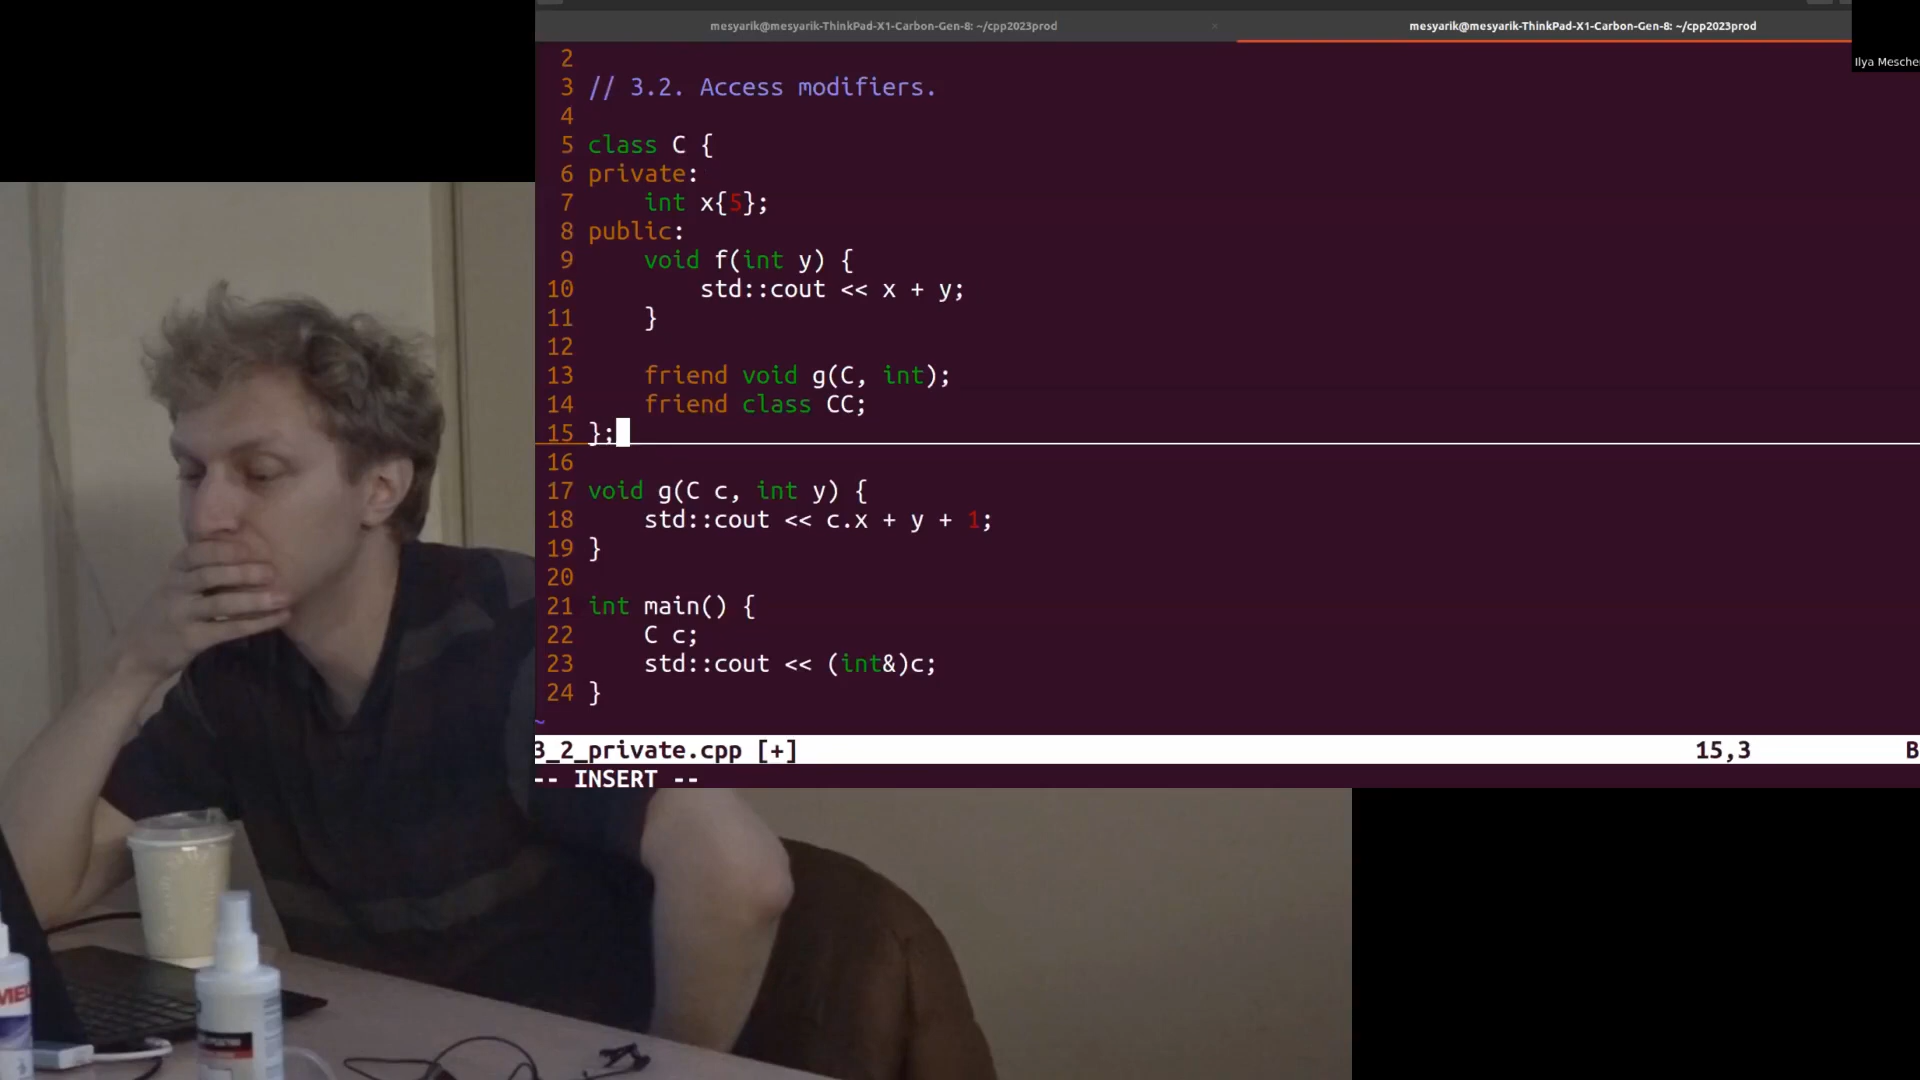 mesyarik@mesyarik-ThinkPad-X1-Carbon-Gen-8: ~/cpp2023prod × mesyarik@mesyarik-ThinkPad-X1-Carbon-Gen-8: ~/cpp2023prod
Ilya Mesche
2
3 // 3.2. Access modifiers.
4
5 class C {
6 private:
7 int x{5};
8 public:
9 void f(int y) {
10 std::cout << x + y;
11 }
12
13 friend void g(C, int);
14 friend class CC;
15 };
16
17 void g(C c, int y) {
18 std::cout << c.x + y + 1;
19 }
20
21 int main() {
22 C c;
23 std::cout << (int&)c;
24 }
~
3_2_private.cpp [+] 15,3 B
-- INSERT --